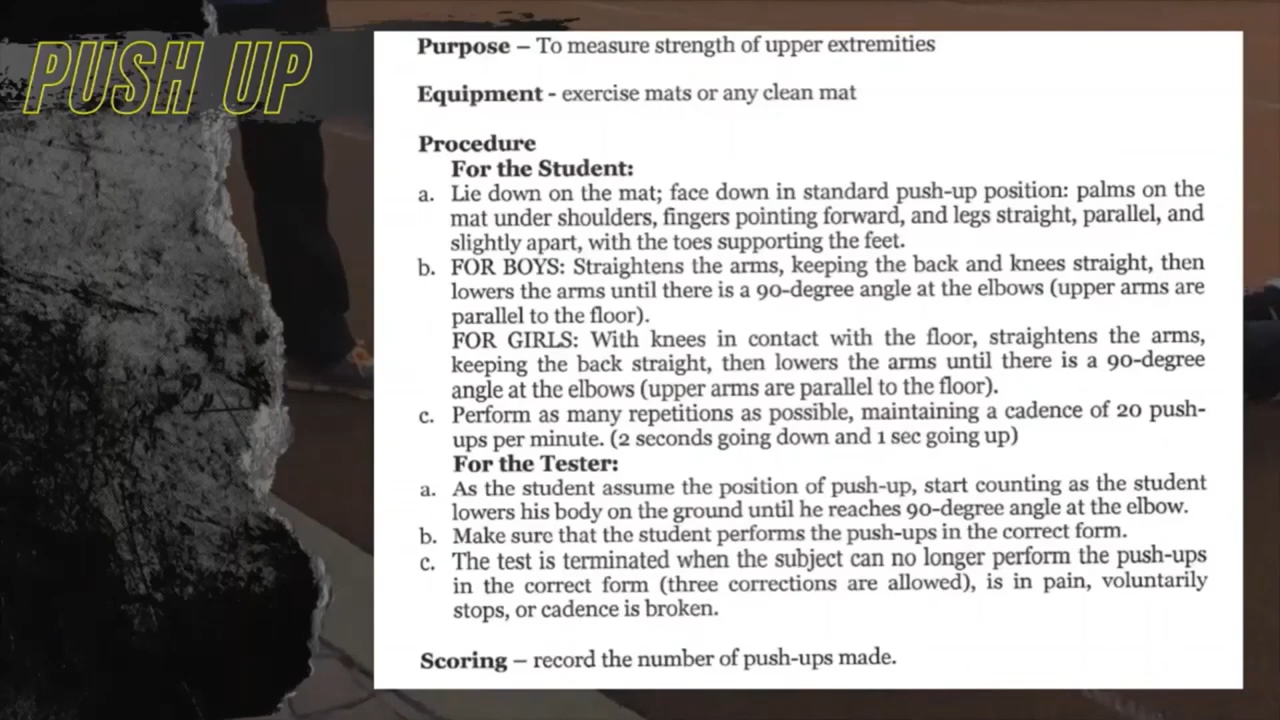 PUSH UP
Purpose – To measure strength of upper extremities
Equipment - exercise mats or any clean mat
Procedure
For the Student:
a. Lie down on the mat; face down in standard push-up position: palms on the
mat under shoulders, fingers pointing forward, and legs straight, parallel, and
slightly apart, with the toes supporting the feet.
b. FOR BOYS: Straightens the arms, keeping the back and knees straight, then
lowers the arms until there is a 90-degree angle at the elbows (upper arms are
parallel to the floor).
FOR GIRLS: With knees in contact with the floor, straightens the arms,
keeping the back straight, then lowers the arms until there is a 90-degree
angle at the elbows (upper arms are parallel to the floor).
c. Perform as many repetitions as possible, maintaining a cadence of 20 push-
ups per minute. (2 seconds going down and 1 sec going up)
For the Tester:
a. As the student assume the position of push-up, start counting as the student
lowers his body on the ground until he reaches 90-degree angle at the elbow.
b. Make sure that the student performs the push-ups in the correct form.
c. The test is terminated when the subject can no longer perform the push-ups
in the correct form (three corrections are allowed), is in pain, voluntarily
stops, or cadence is broken.
Scoring – record the number of push-ups made.